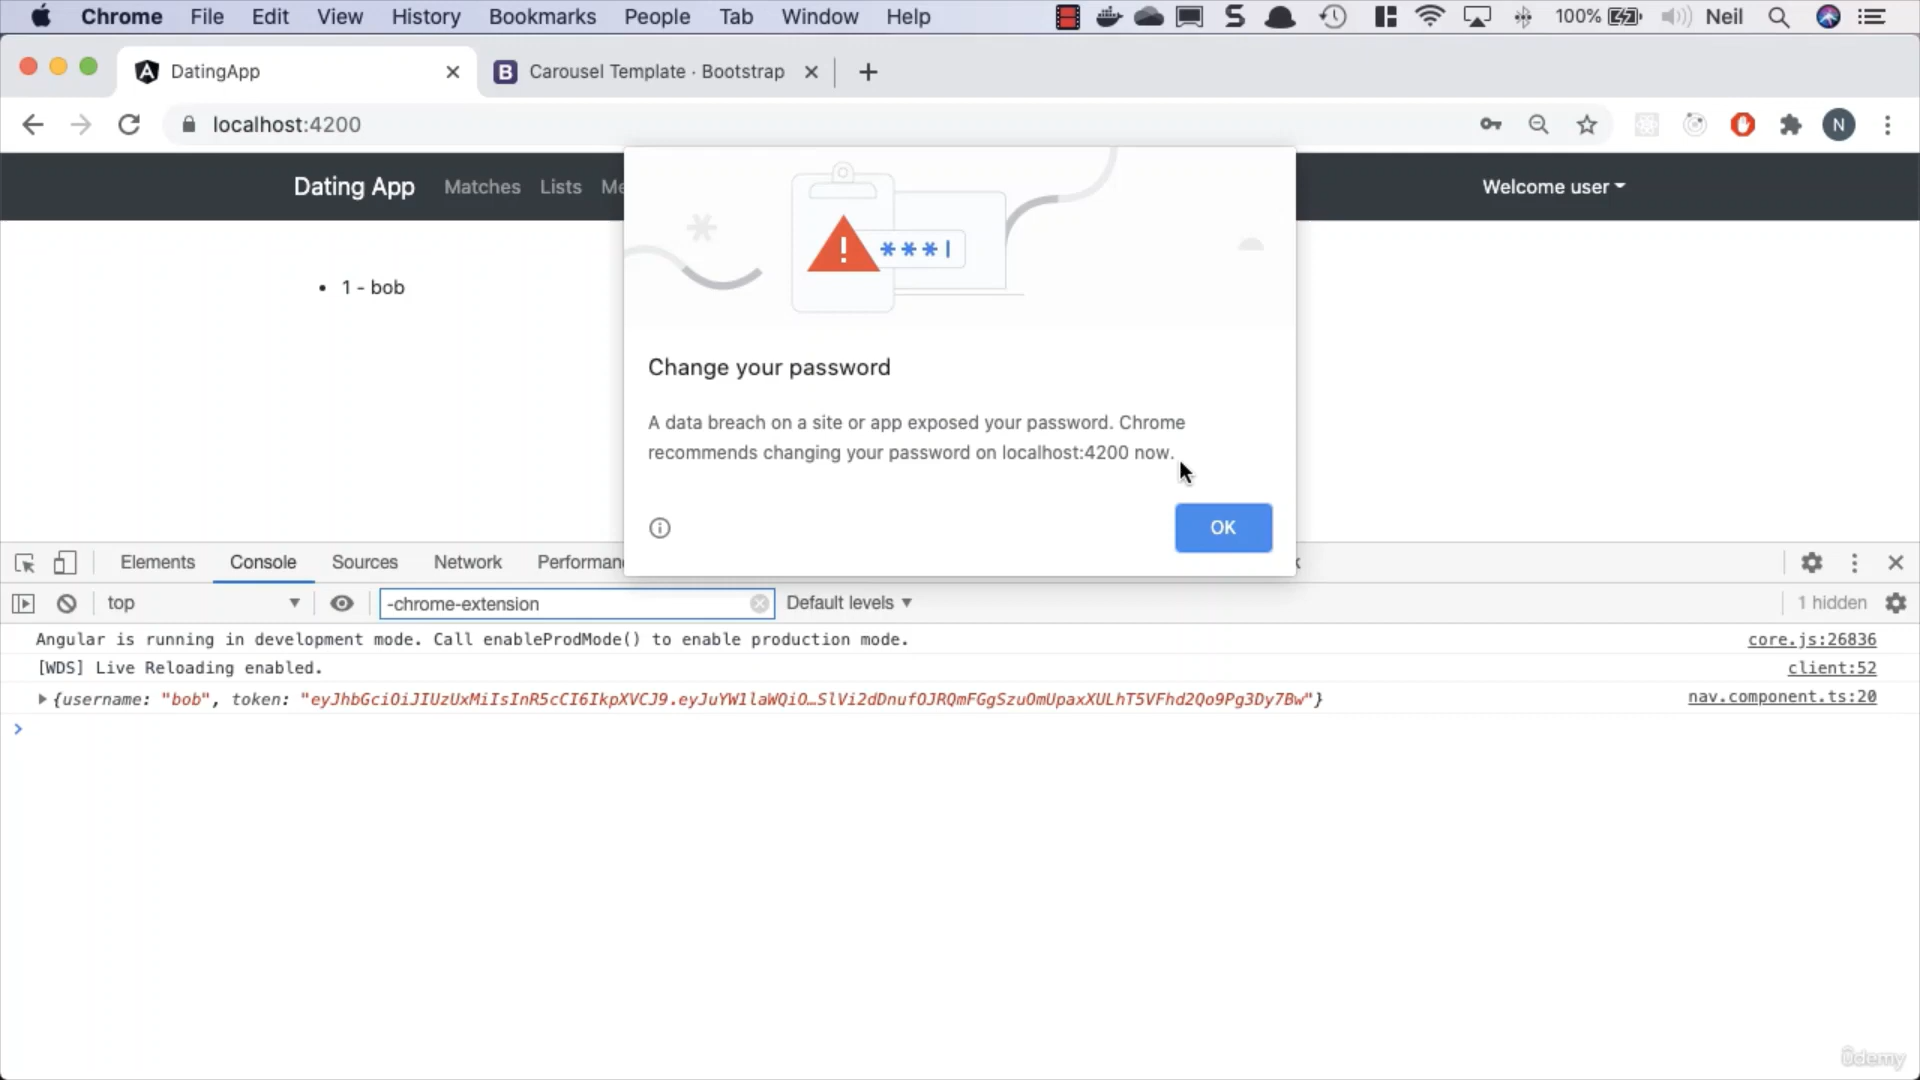 Chrome File Edit View History Bookmarks People Tab Window Help 100% Neil
DatingApp
Carousel Template · Bootstrap
localhost:4200
N
Dating App Matches Lists Me
Welcome user
1 - bob
***
Change your password
A data breach on a site or app exposed your password. Chrome
recommends changing your password on localhost:4200 now.
OK
Elements Console Sources Network Performan k
top
-chrome-extension
Default levels
1 hidden
Angular is running in development mode. Call enableProdMode() to enable production mode. core.js:26836
[WDS] Live Reloading enabled. client:52
{username: "bob", token: "eyJhbGciOiJIUzUxMiIsInR5cCI6IkpXVCJ9.eyJuYW1laWQiO…SlVi2dDnufOJRQmFGgSzuOmUpaxXULhT5VFhd2Qo9Pg3Dy7Bw"} nav.component.ts:20
ûdemy